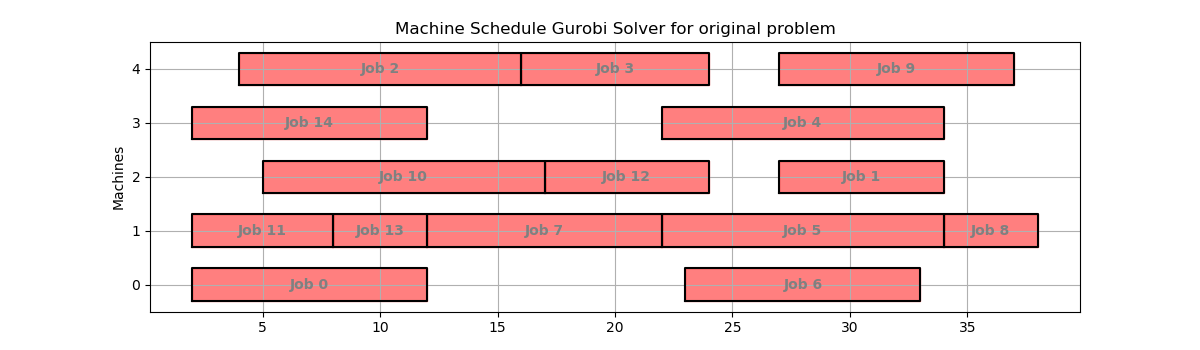 Machine Schedule Gurobi Solver for original problem
Machines
4
Job 2
Job 3
Job 9
3
Job 14
Job 4
2
Job 10
Job 12
Job 1
1
Job 11
Job 13
Job 7
Job 5
Job 8
0
Job 0
Job 6
5
10
15
20
25
30
35